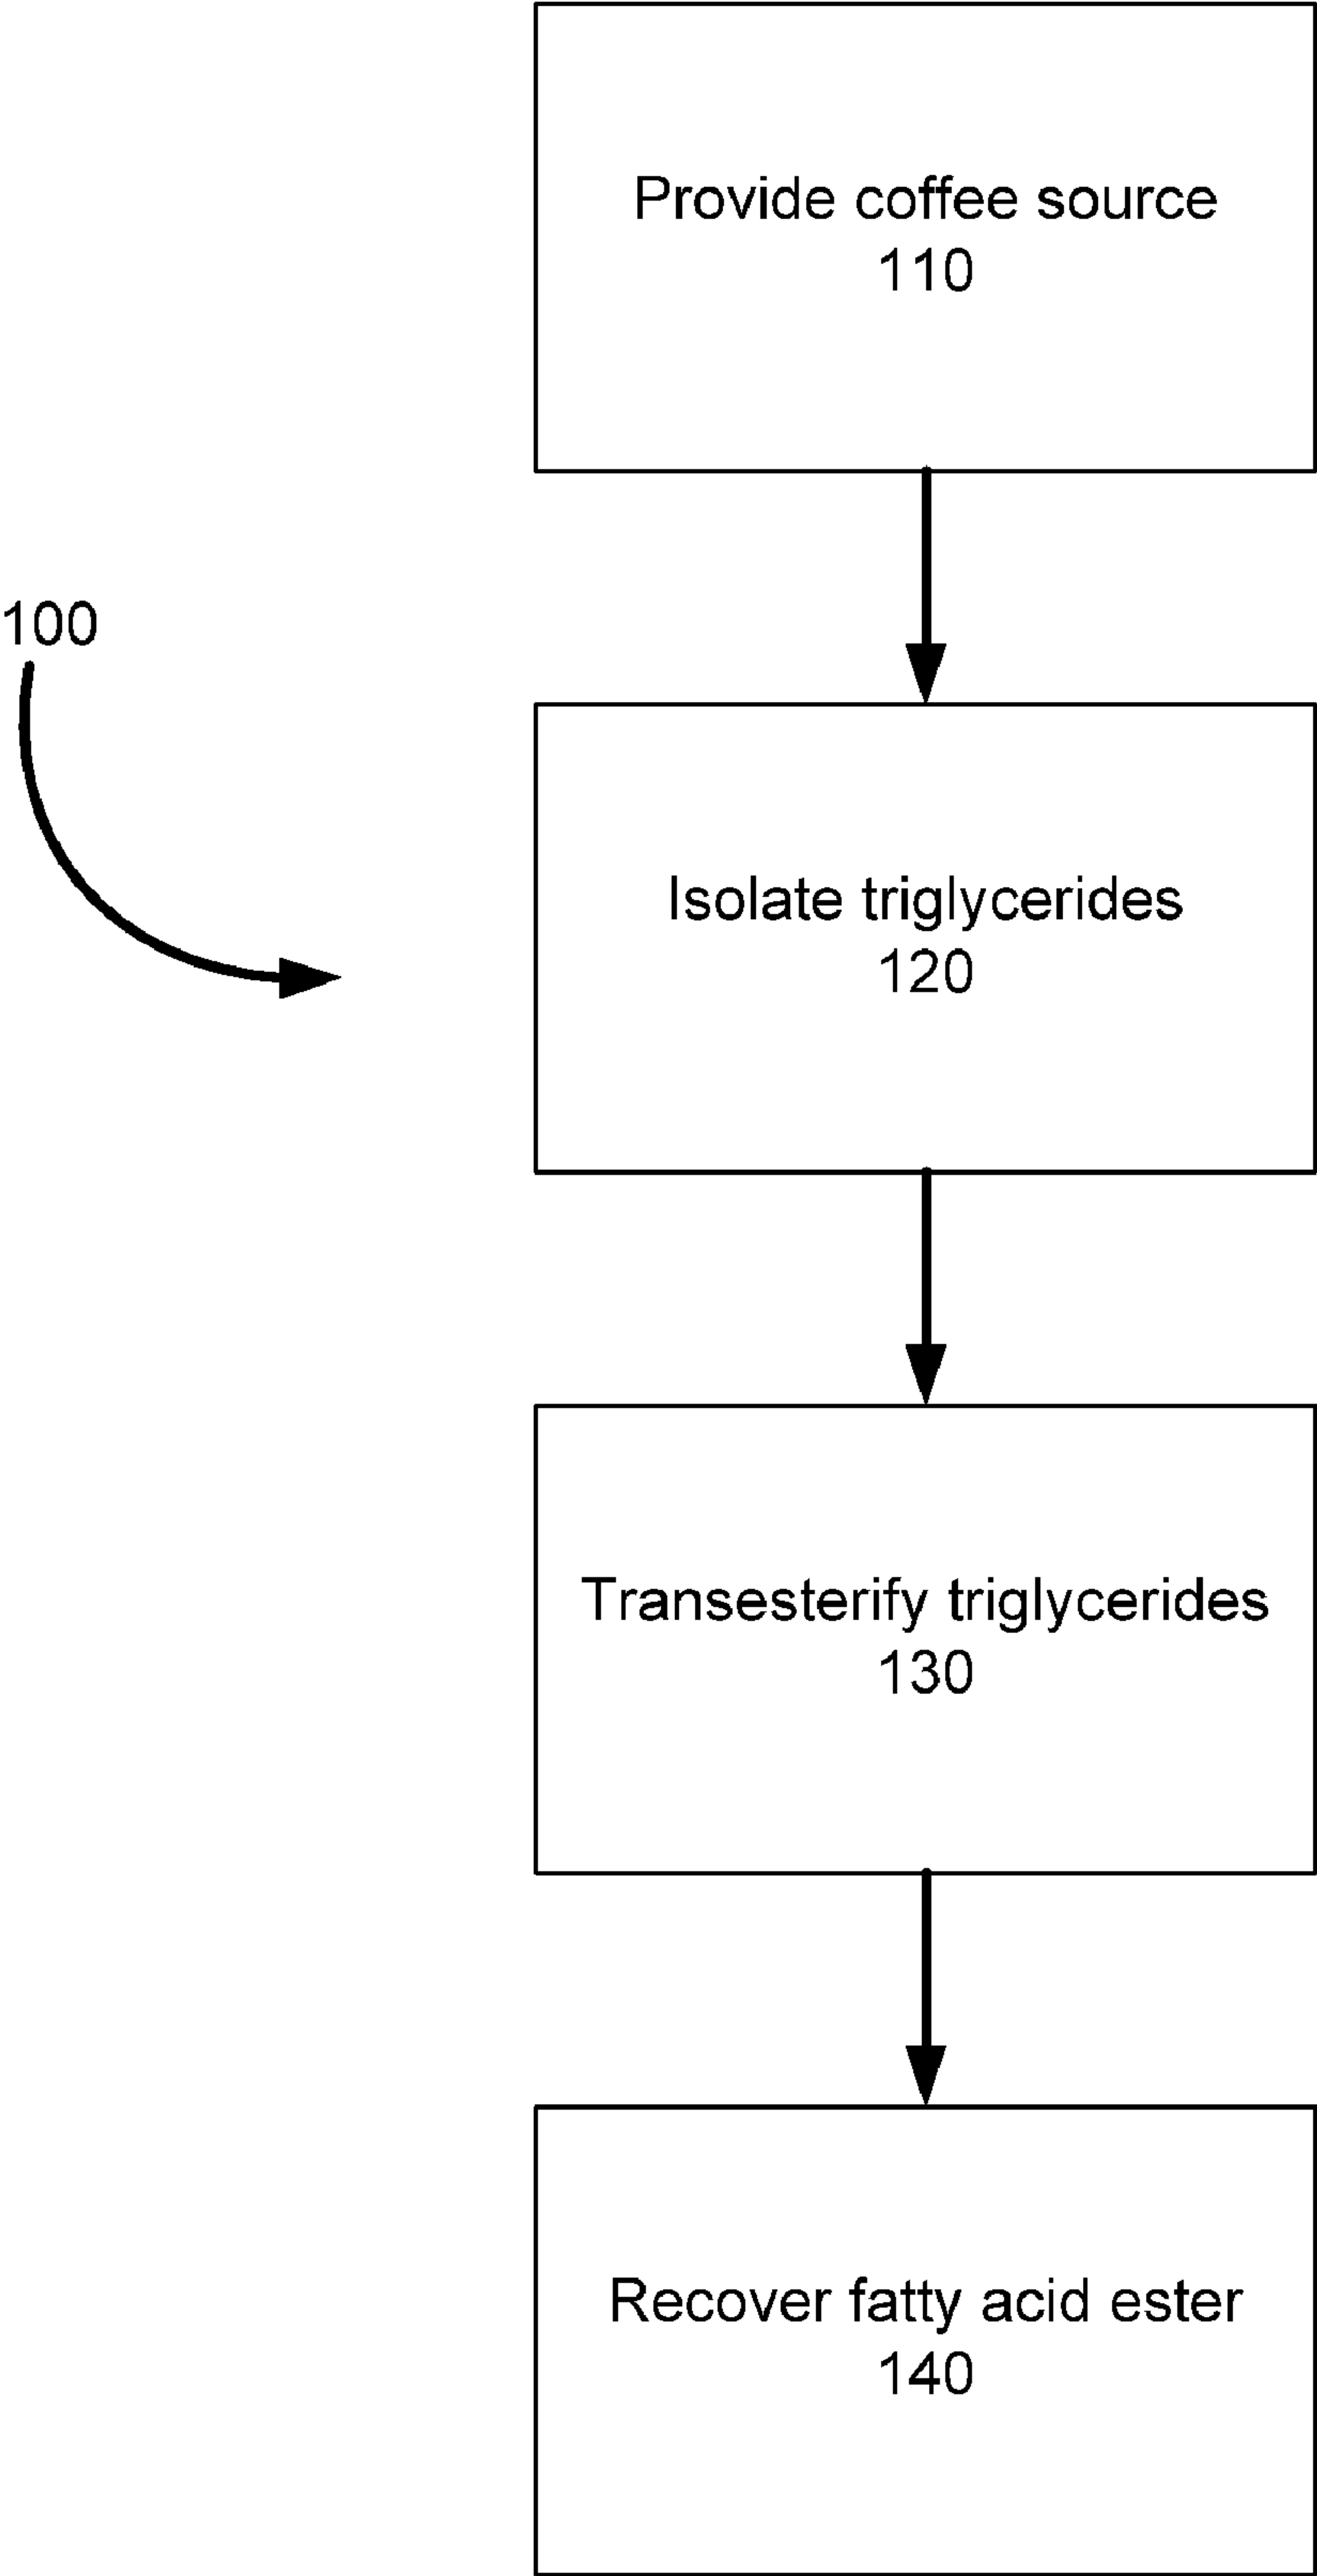 Provide coffee source
110
100
Isolate triglycerides
120
Transesterify triglycerides
130
Recover fatty acid ester
140